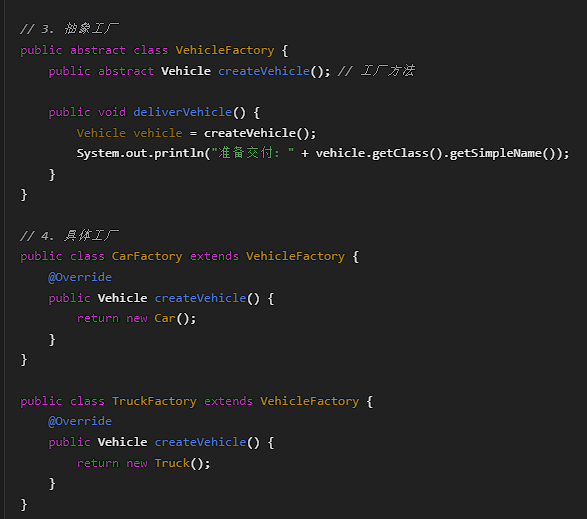 // 3. 抽象工厂
public abstract class VehicleFactory {
    public abstract Vehicle createVehicle(); // 工厂方法

    public void deliverVehicle() {
        Vehicle vehicle = createVehicle();
        System.out.println("准备交付: " + vehicle.getClass().getSimpleName());
    }
}

// 4. 具体工厂
public class CarFactory extends VehicleFactory {
    @Override
    public Vehicle createVehicle() {
        return new Car();
    }
}

public class TruckFactory extends VehicleFactory {
    @Override
    public Vehicle createVehicle() {
        return new Truck();
    }
}